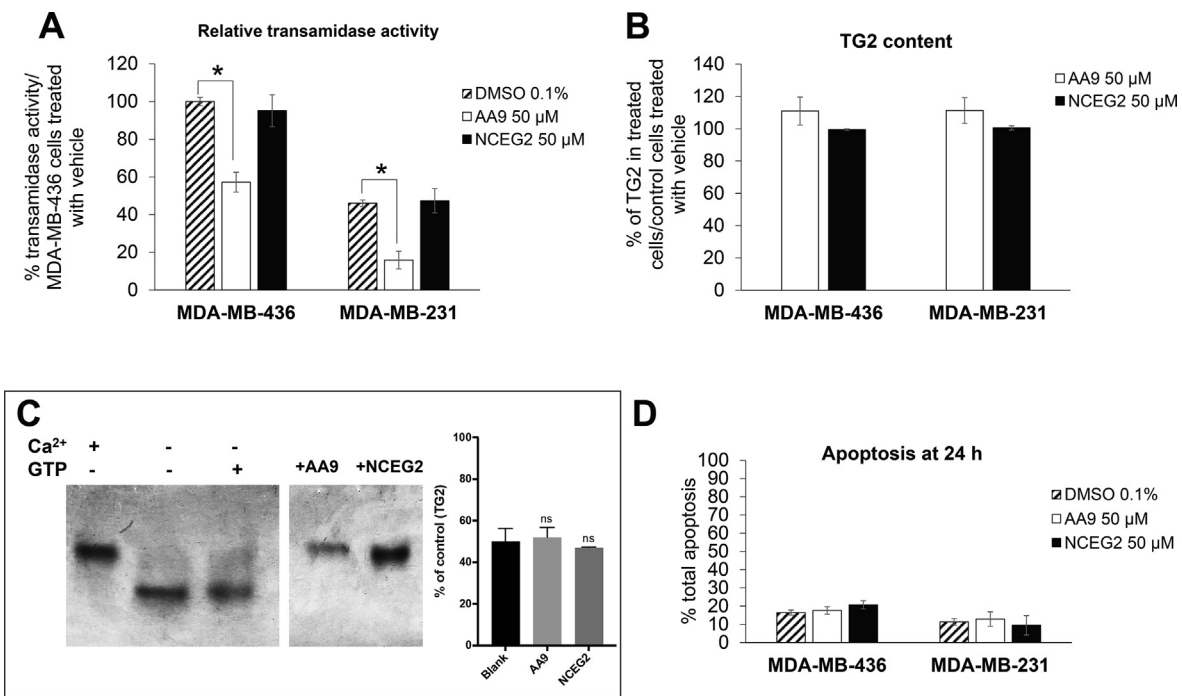 A
Relative transamidase activity
% transamidase activity/
MDA-MB-436 cells treated
with vehicle
120
100
80
60
40
20
0
*
*
DMSO 0.1%
AA9 50 µM
NCEG2 50 µM
MDA-MB-436
MDA-MB-231
B
TG2 content
% of TG2 in treated
cells/control cells treated
with vehicle
140
120
100
80
60
40
20
0
AA9 50 µM
NCEG2 50 µM
MDA-MB-436
MDA-MB-231
C
Ca2+ + - -
GTP - - + +AA9 +NCEG2
% of control (TG2)
100
80
60
40
20
0
ns
ns
Blank
AA9
NCEG2
D
Apoptosis at 24 h
% total apoptosis
100
90
80
70
60
50
40
30
20
10
0
DMSO 0.1%
AA9 50 µM
NCEG2 50 µM
MDA-MB-436
MDA-MB-231